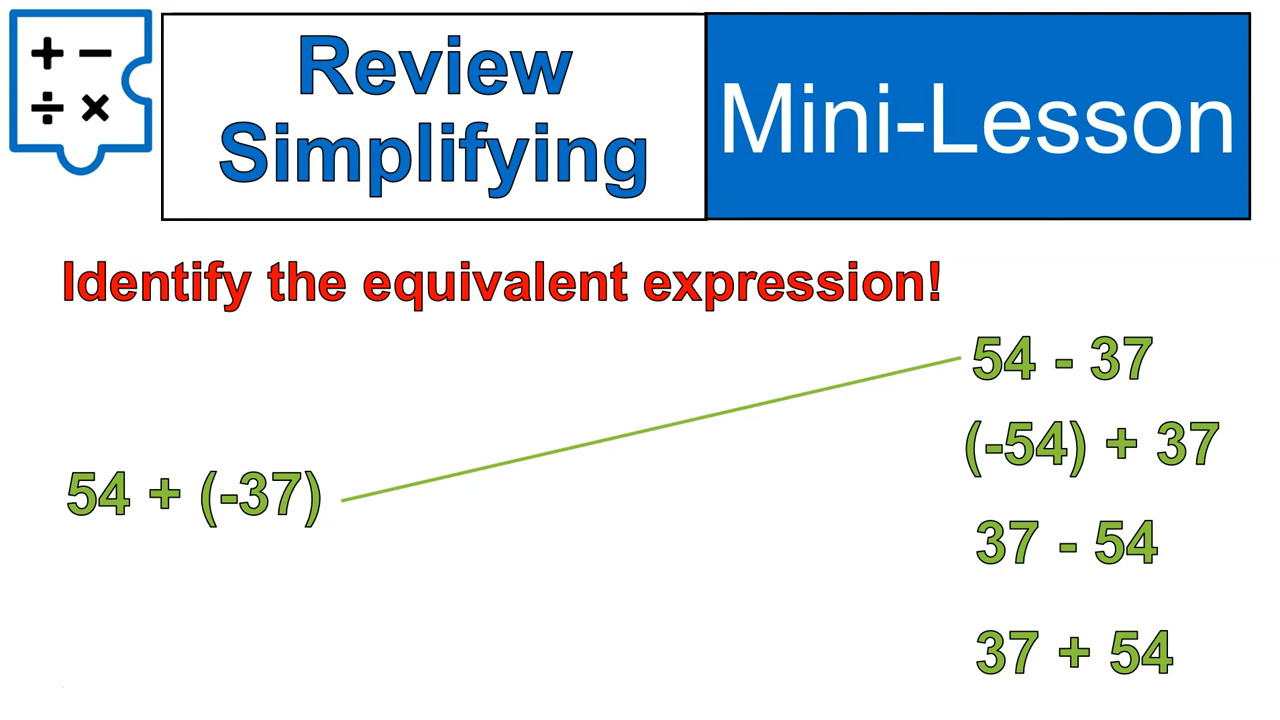 + −
÷ ×
Review
Simplifying
Mini-Lesson
Identify the equivalent expression!
54 - 37
(-54) + 37
54 + (-37)
37 - 54
37 + 54